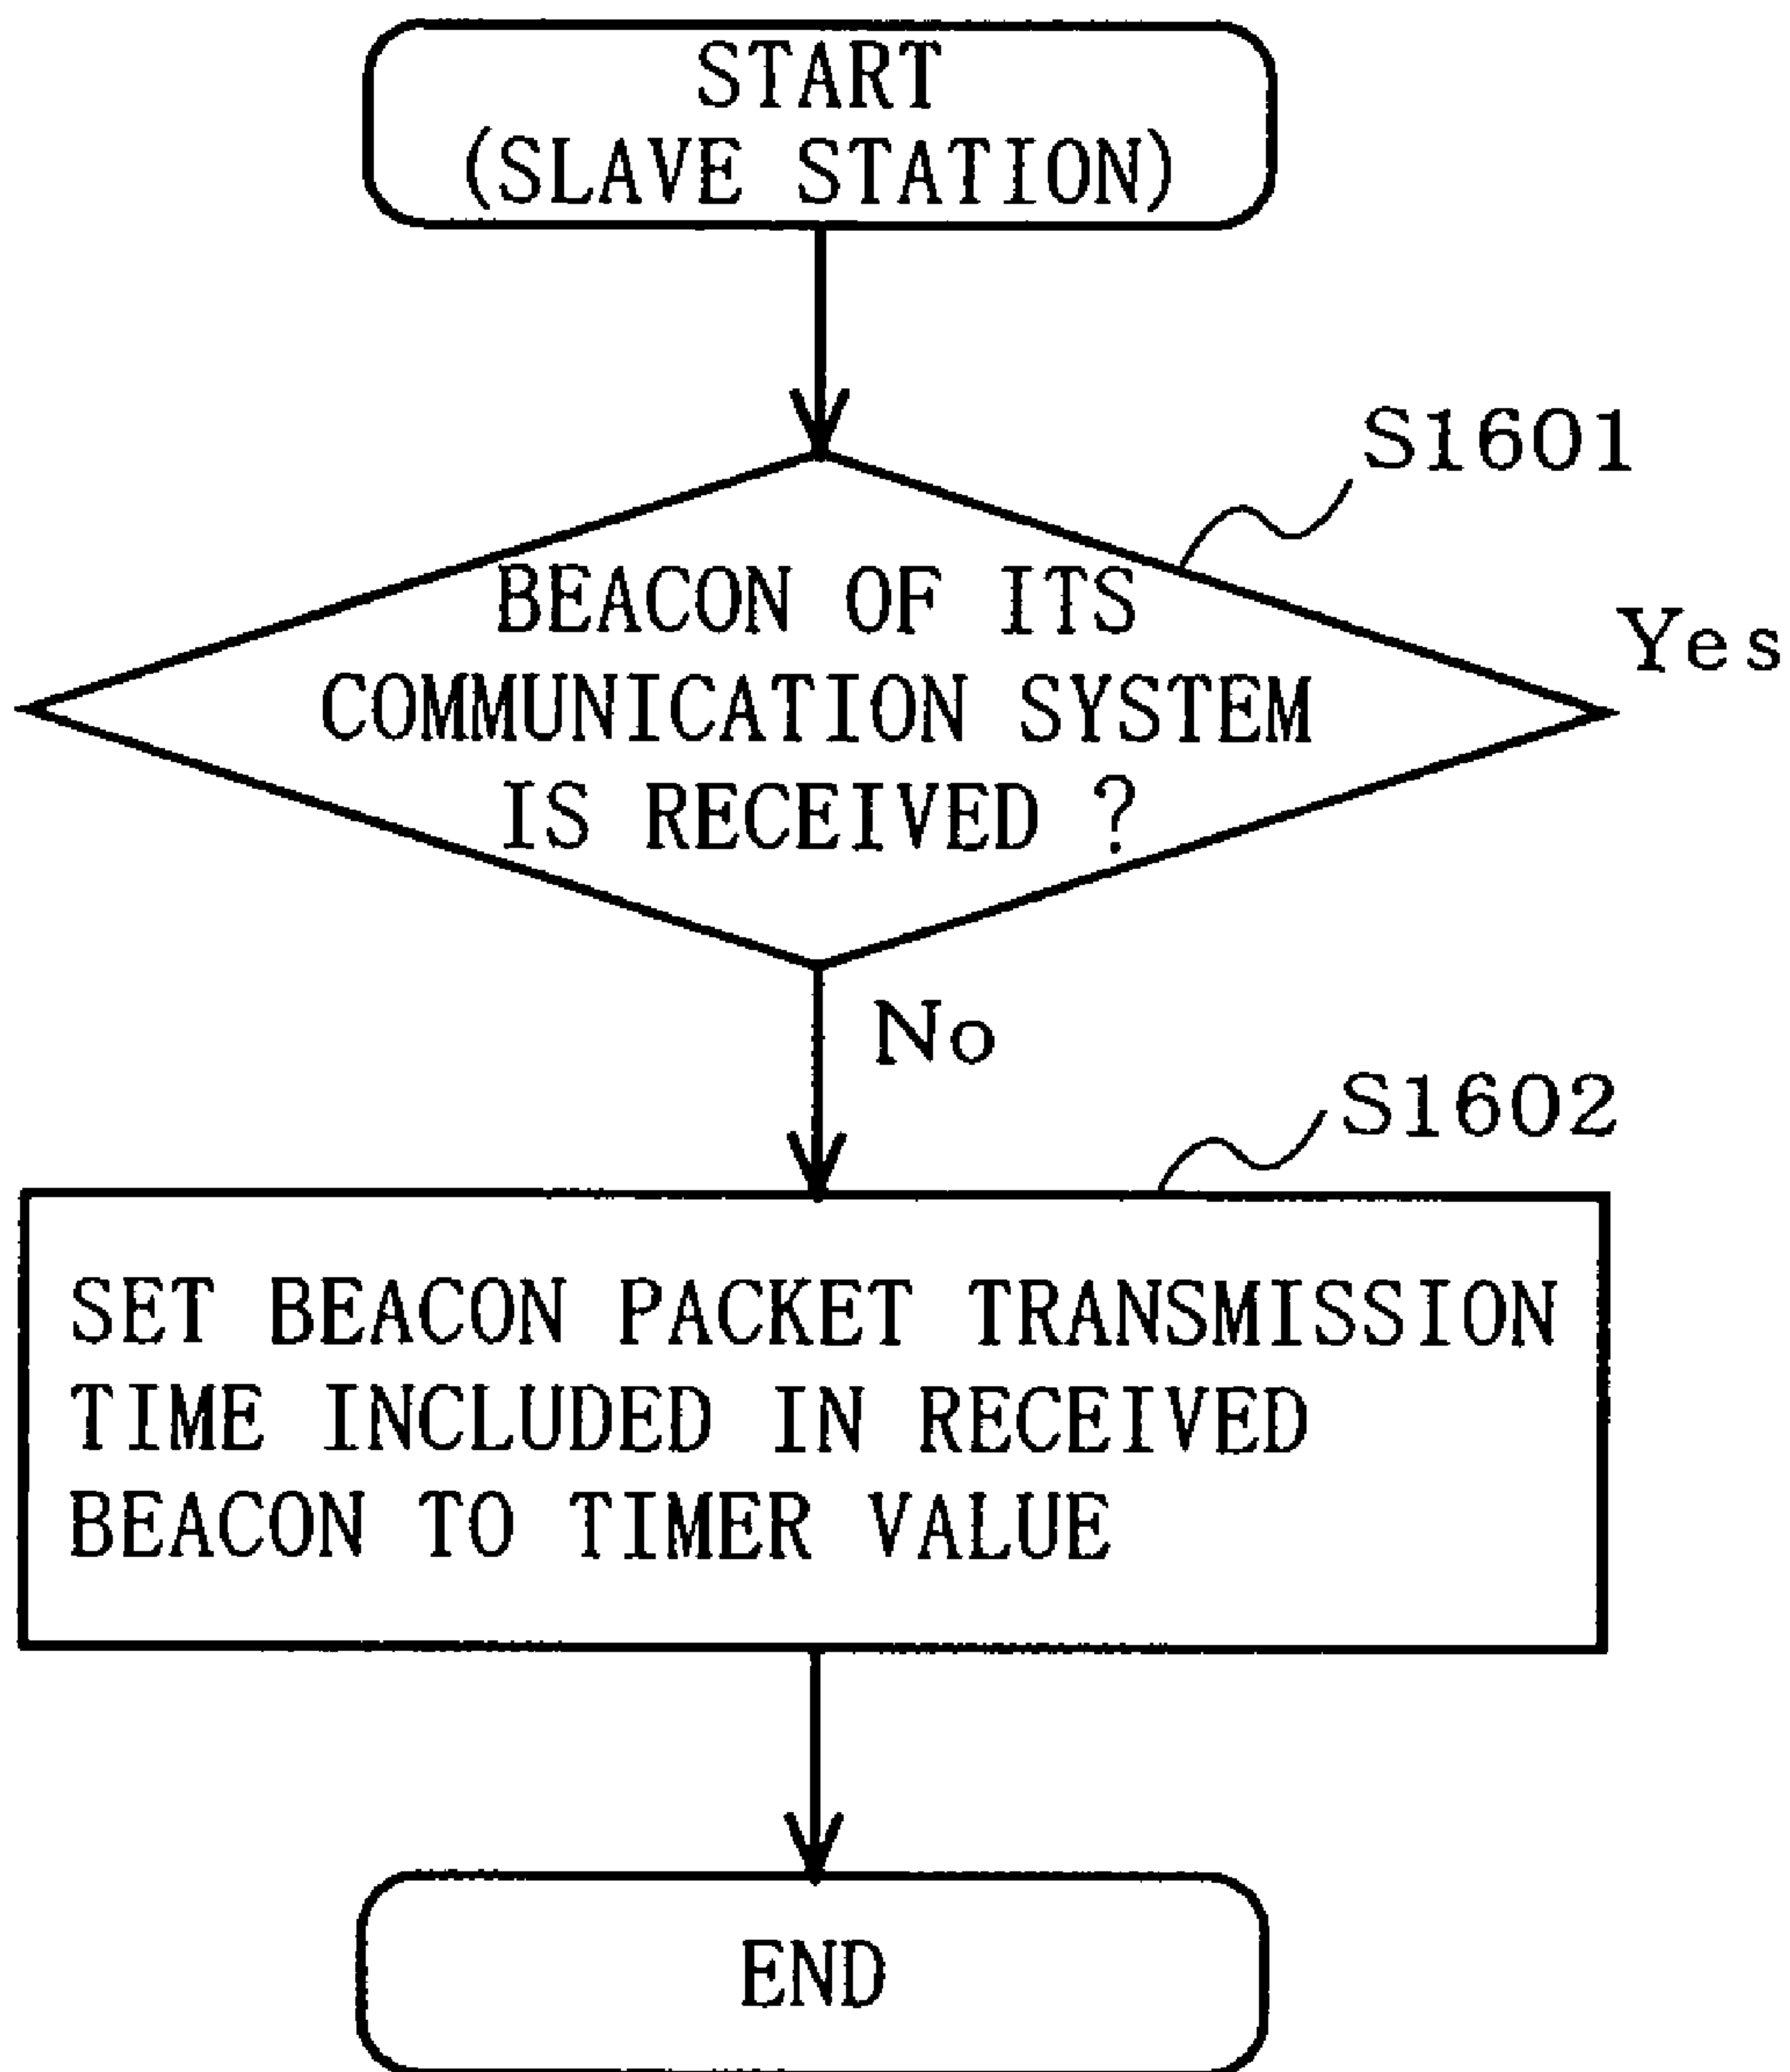 START
(SLAVE STATION)
S1601
BEACON OF ITS
COMMUNICATION SYSTEM
IS RECEIVED ?
Yes
No
S1602
SET BEACON PACKET TRANSMISSION
TIME INCLUDED IN RECEIVED
BEACON TO TIMER VALUE
END